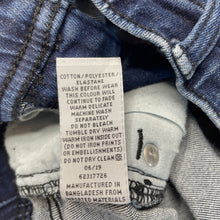 COTTON/POLYESTER/
ELASTANE
WASH BEFORE WEAR
THIS COLOUR WILL
CONTINUE TO FADE
WARM DELICATE
MACHINE WASH
SEPARATELY
DO NOT BLEACH
TUMBLE DRY WARM
WARM IRON INSIDE OUT
(DO NOT IRON PRINTS
OR EMBELLISHMENTS)
DO NOT DRY CLEAN
06/19
62317726
MANUFACTURED IN
BANGLADESH FROM
IMPORTED MATERIALS